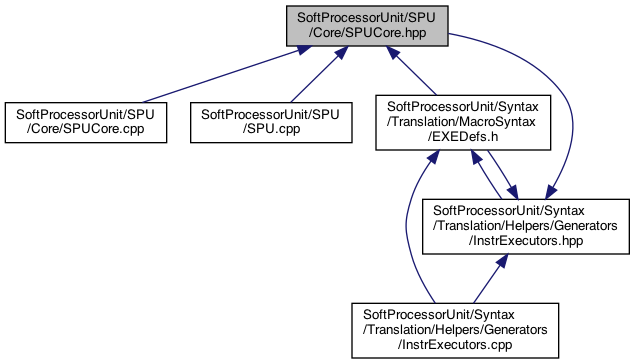 SoftProcessorUnit/SPU
/Core/SPUCore.hpp
SoftProcessorUnit/SPU
/Core/SPUCore.cpp
SoftProcessorUnit/SPU
/SPU.cpp
SoftProcessorUnit/Syntax
/Translation/MacroSyntax
/EXEDefs.h
SoftProcessorUnit/Syntax
/Translation/Helpers/Generators
/InstrExecutors.hpp
SoftProcessorUnit/Syntax
/Translation/Helpers/Generators
/InstrExecutors.cpp